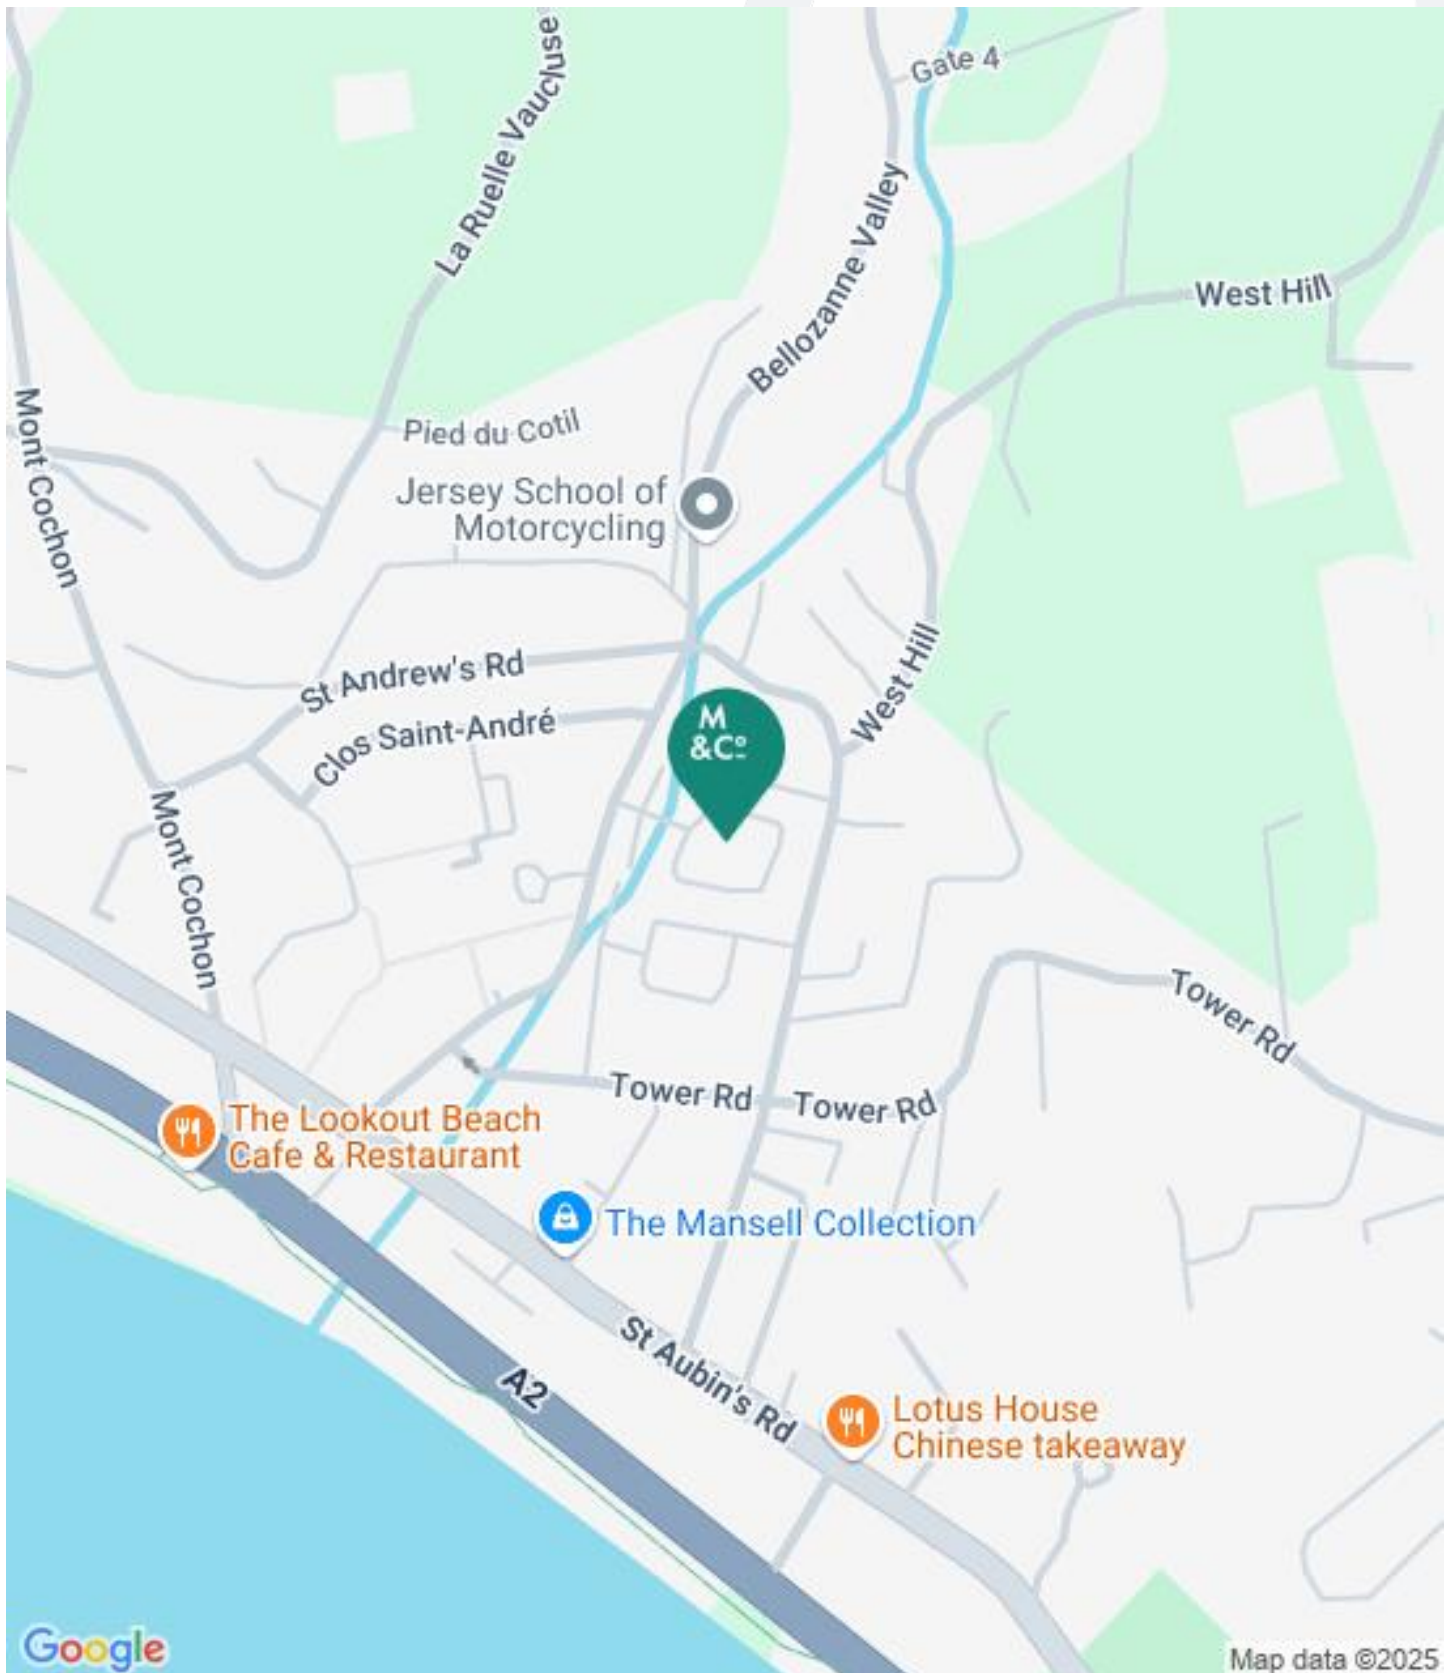 Gate 4
La Ruelle Vaucluse
Bellozanne Valley
West Hill
Mont Cochon
Pied du Cotil
Jersey School of
Motorcycling
St Andrew's Rd
West Hill
Clos Saint-André
M
&Cº
Mont Cochon
Tower Rd
Tower Rd
Tower Rd
The Lookout Beach
Cafe & Restaurant
The Mansell Collection
St Aubin's Rd
A2
Lotus House
Chinese takeaway
Google
Map data ©2025